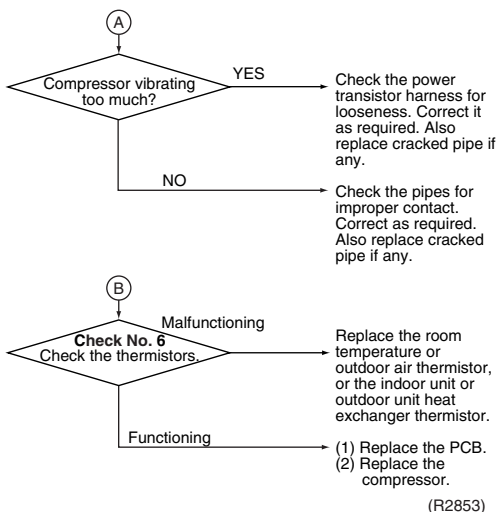 A
Compressor vibrating
too much?
YES
Check the power
transistor harness for
looseness. Correct it
as required. Also
replace cracked pipe if
any.
NO
Check the pipes for
improper contact.
Correct as required.
Also replace cracked
pipe if any.
B
Check No. 6
Check the thermistors.
Malfunctioning
Replace the room
temperature or
outdoor air thermistor,
or the indoor unit or
outdoor unit heat
exchanger thermistor.
Functioning
(1) Replace the PCB.
(2) Replace the
compressor.
(R2853)